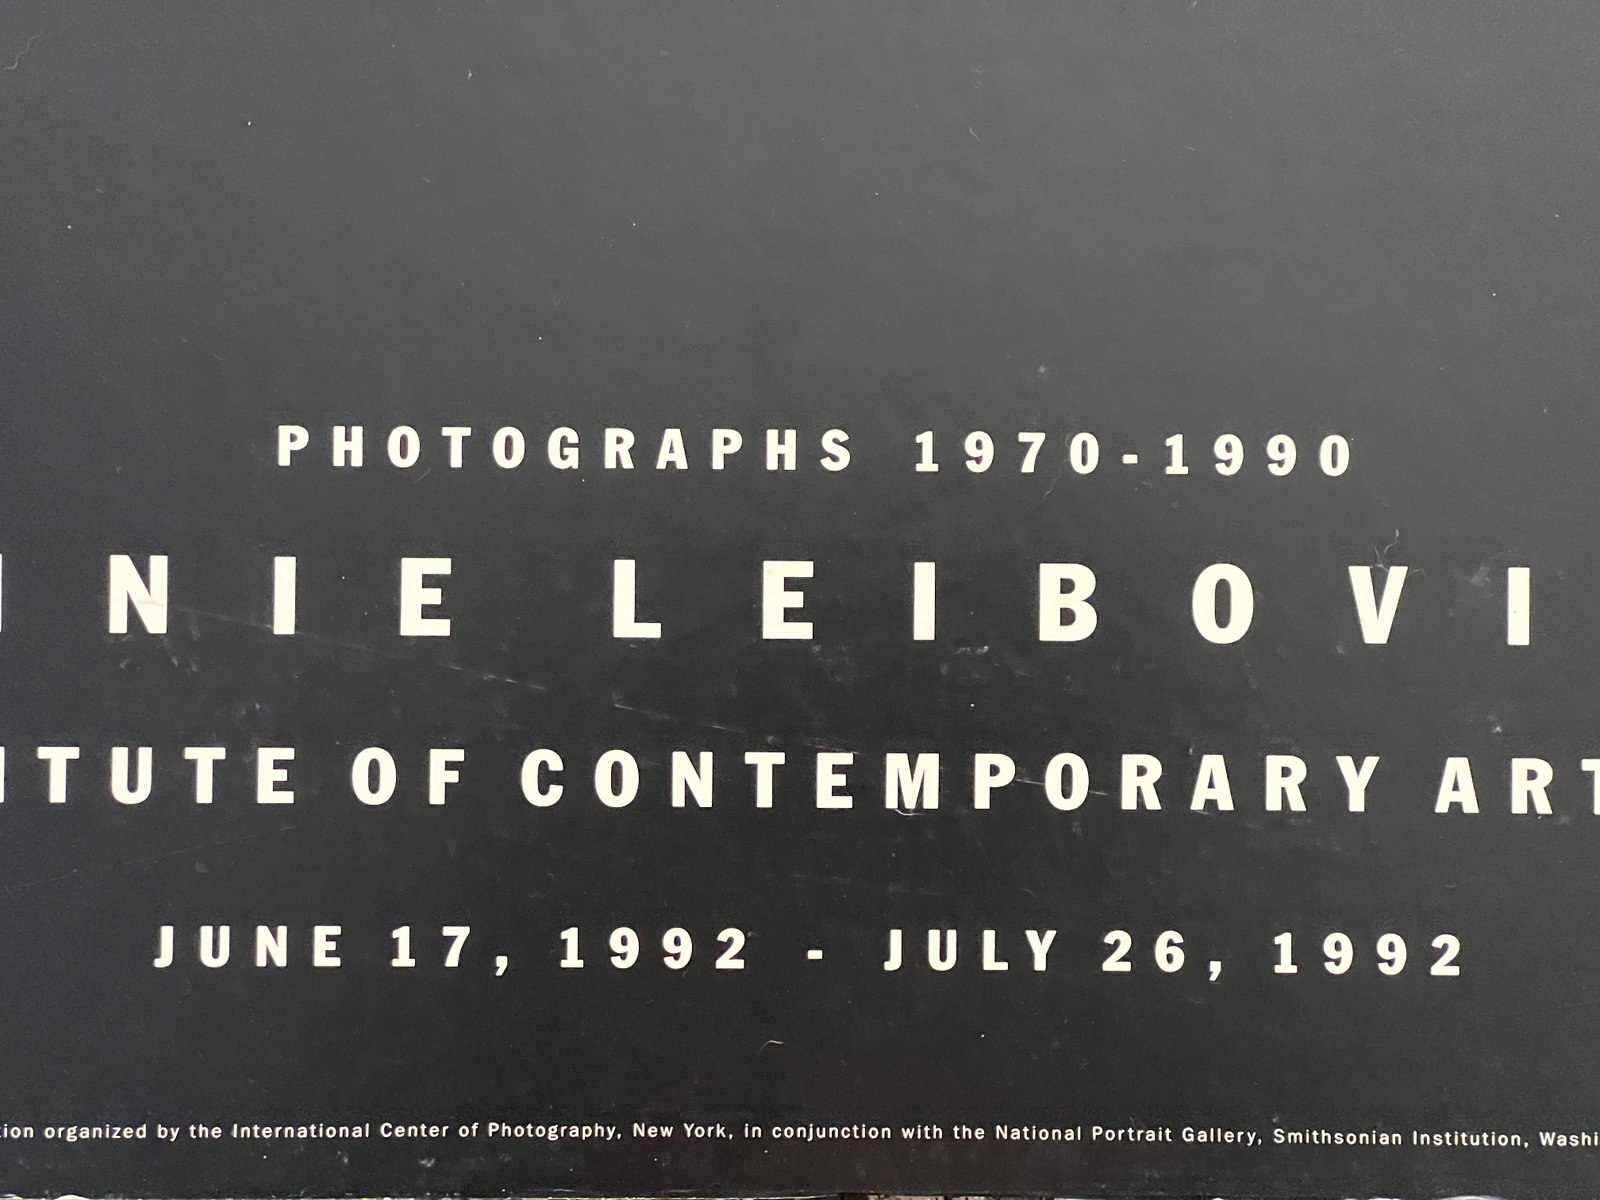 PHOTOGRAPHS 1970-1990
NIE LEIBOVI
ITUTE OF CONTEMPORARY ART
JUNE 17, 1992 - JULY 26, 1992
tion organized by the International Center of Photography, New York, in conjunction with the National Portrait Gallery, Smithsonian Institution, Washi